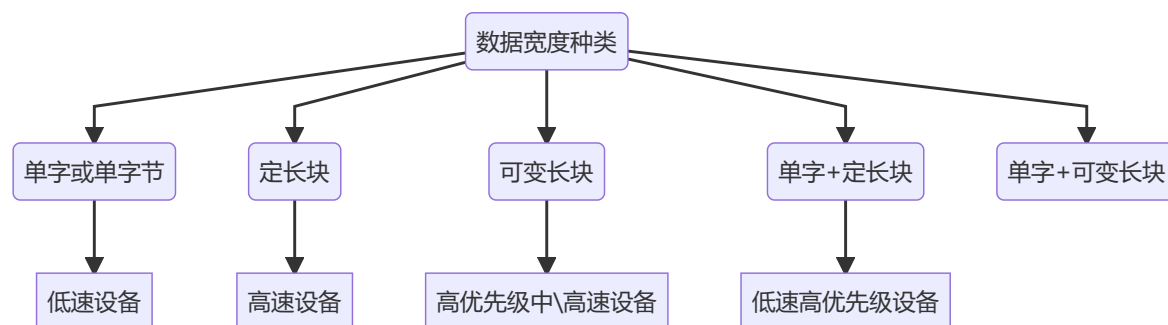 数据宽度种类
单字或单字节
定长块
可变长块
单字+定长块
单字+可变长块
低速设备
高速设备
高优先级中\高速设备
低速高优先级设备